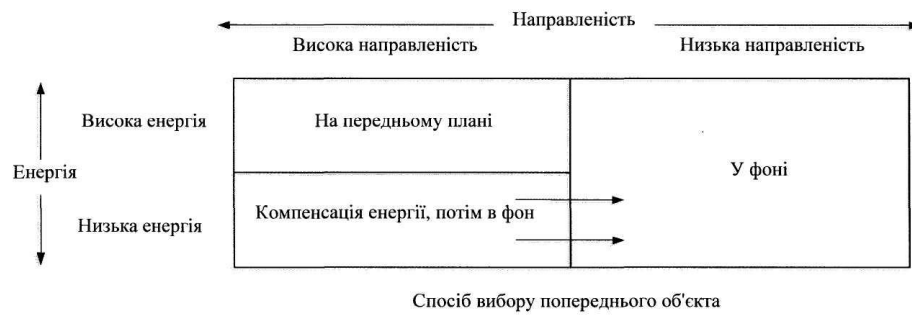 Направленість
Висока направленість
Низька направленість
Висока енергія
На передньому плані
Енергія
У фоні
Низька енергія
Компенсація енергії, потім в фон
Спосіб вибору попереднього об'єкта